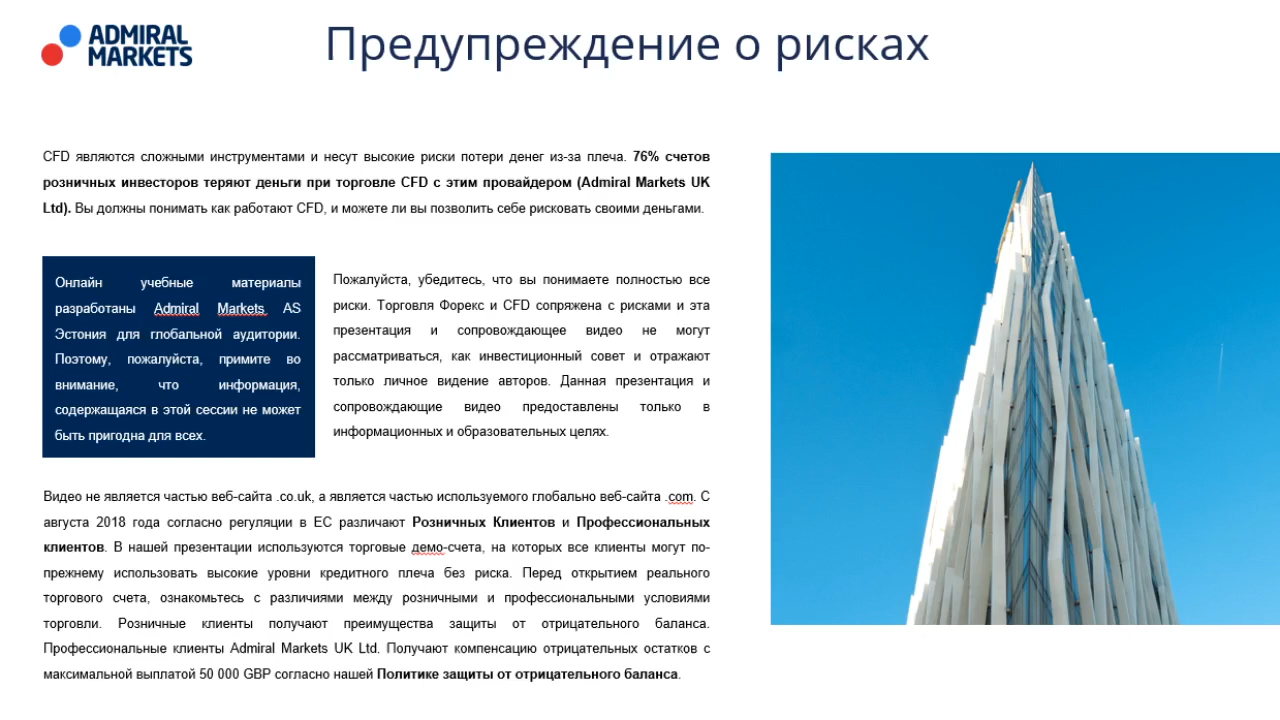 ADMIRAL
MARKETS
Предупреждение о рисках
CFD являются сложными инструментами и несут высокие риски потери денег из-за плеча. 76% счетов
розничных инвесторов теряют деньги при торговле CFD с этим провайдером (Admiral Markets UK
Ltd). Вы должны понимать как работают CFD, и можете ли вы позволить себе рисковать своими деньгами.
Онлайн учебные материалы
разработаны Admiral Markets AS
Эстония для глобальной аудитории.
Поэтому, пожалуйста, примите во
внимание, что информация,
содержащаяся в этой сессии не может
быть пригодна для всех.
Пожалуйста, убедитесь, что вы понимаете полностью все
риски. Торговля Форекс и CFD сопряжена с рисками и эта
презентация и сопровождающее видео не могут
рассматриваться, как инвестиционный совет и отражают
только личное видение авторов. Данная презентация и
сопровождающие видео предоставлены только в
информационных и образовательных целях.
Видео не является частью веб-сайта .co.uk, а является частью используемого глобально веб-сайта .com. С
августа 2018 года согласно регуляции в ЕС различают Розничных Клиентов и Профессиональных
клиентов. В нашей презентации используются торговые демо-счета, на которых все клиенты могут по-
прежнему использовать высокие уровни кредитного плеча без риска. Перед открытием реального
торгового счета, ознакомьтесь с различиями между розничными и профессиональными условиями
торговли. Розничные клиенты получают преимущества защиты от отрицательного баланса.
Профессиональные клиенты Admiral Markets UK Ltd. Получают компенсацию отрицательных остатков с
максимальной выплатой 50 000 GBP согласно нашей Политике защиты от отрицательного баланса.